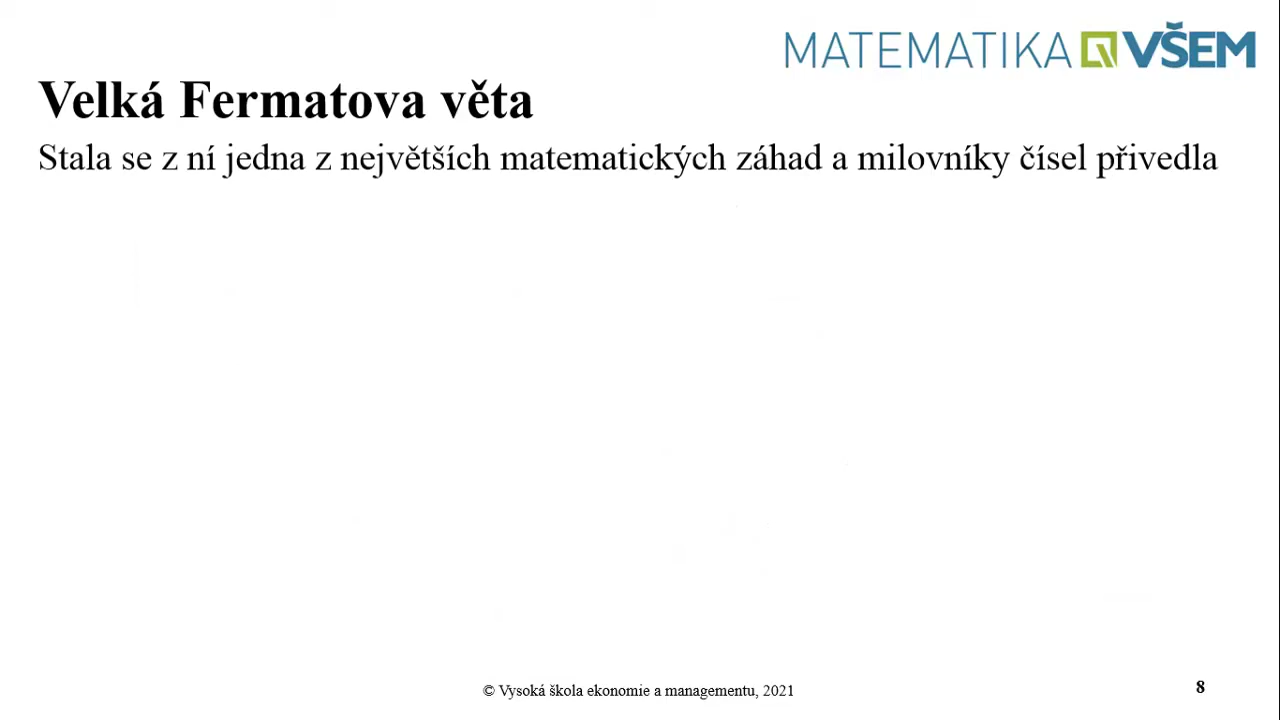 MATEMATIKA VŠEM
Velká Fermatova věta
Stala se z ní jedna z největších matematických záhad a milovníky čísel přivedla
© Vysoká škola ekonomie a managementu, 2021
8